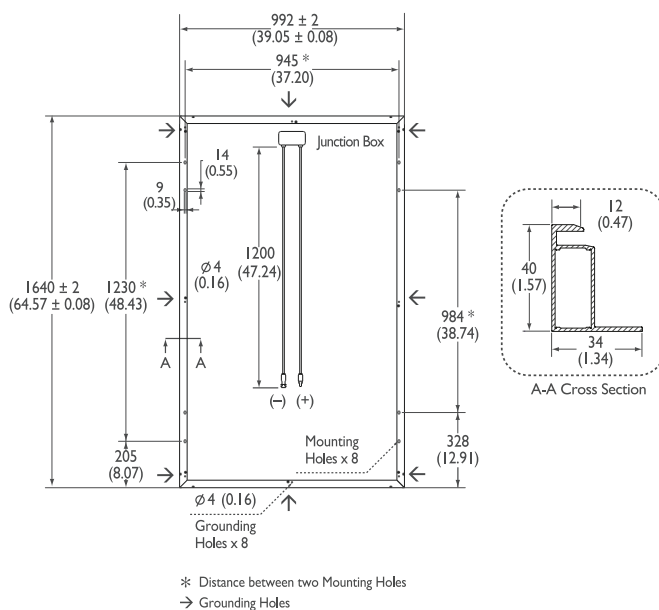 992 ± 2
(39.05 ± 0.08)
945 *
(37.20)
Junction Box
14
(0.55)
9
(0.35)
12
(0.47)
1200
(47.24)
Ø4
(0.16)
40
(1.57)
1640 ± 2
(64.57 ± 0.08)
1230 *
(48.43)
984 *
(38.74)
34
(1.34)
A A
A-A Cross Section
(–) (+)
Mounting
Holes x 8
205
(8.07)
328
(12.91)
Ø4 (0.16)
Grounding
Holes x 8
* Distance between two Mounting Holes
→ Grounding Holes